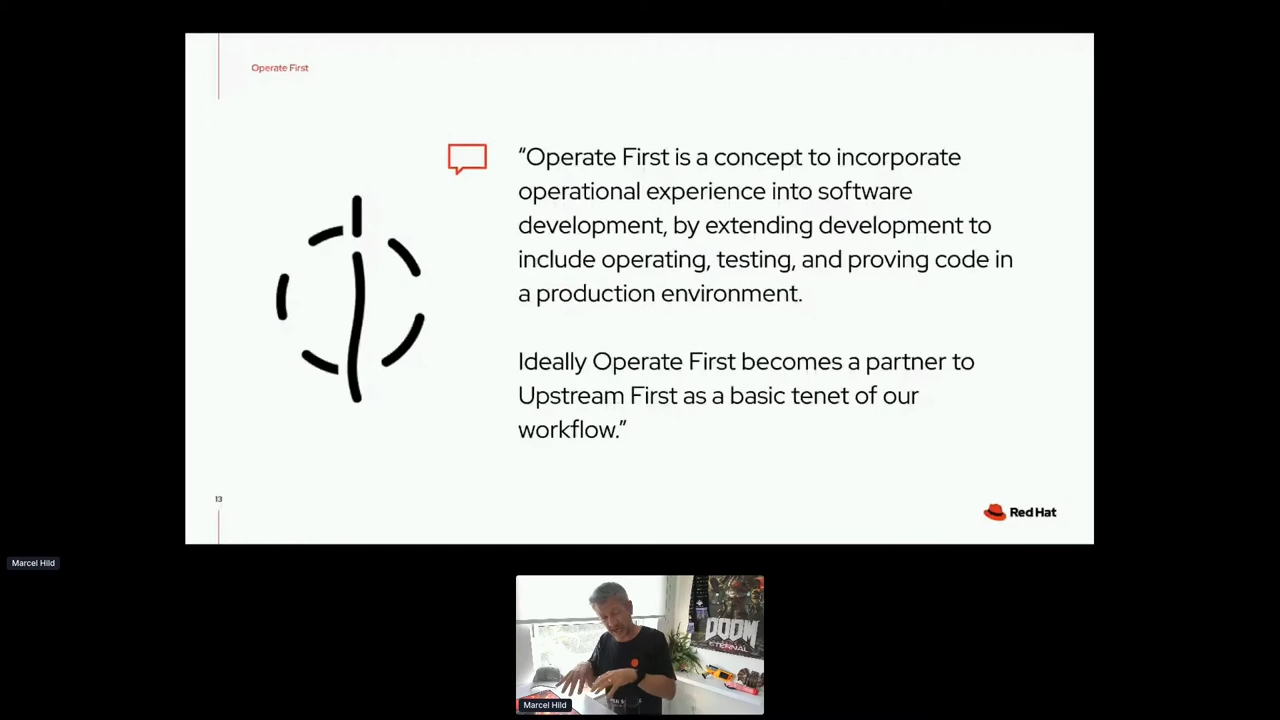 Operate First
“Operate First is a concept to incorporate
operational experience into software
development, by extending development to
include operating, testing, and proving code in
a production environment.
Ideally Operate First becomes a partner to
Upstream First as a basic tenet of our
workflow.”
13
Red Hat
Marcel Hild
DOOM
ETERNAL
Marcel Hild